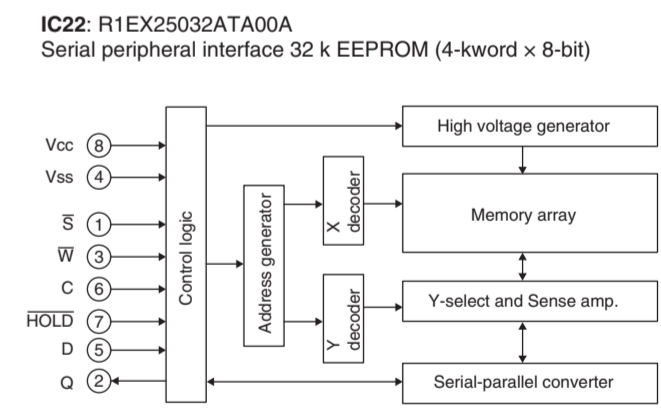 IC22: R1EX25032ATA00A
Serial peripheral interface 32 k EEPROM (4-kword × 8-bit)
Vcc 8
Vss 4
S̅ 1
W̅ 3
C 6
H̅O̅L̅D̅ 7
D 5
Q 2
Control logic
Address generator
X decoder
Y decoder
High voltage generator
Memory array
Y-select and Sense amp.
Serial-parallel converter